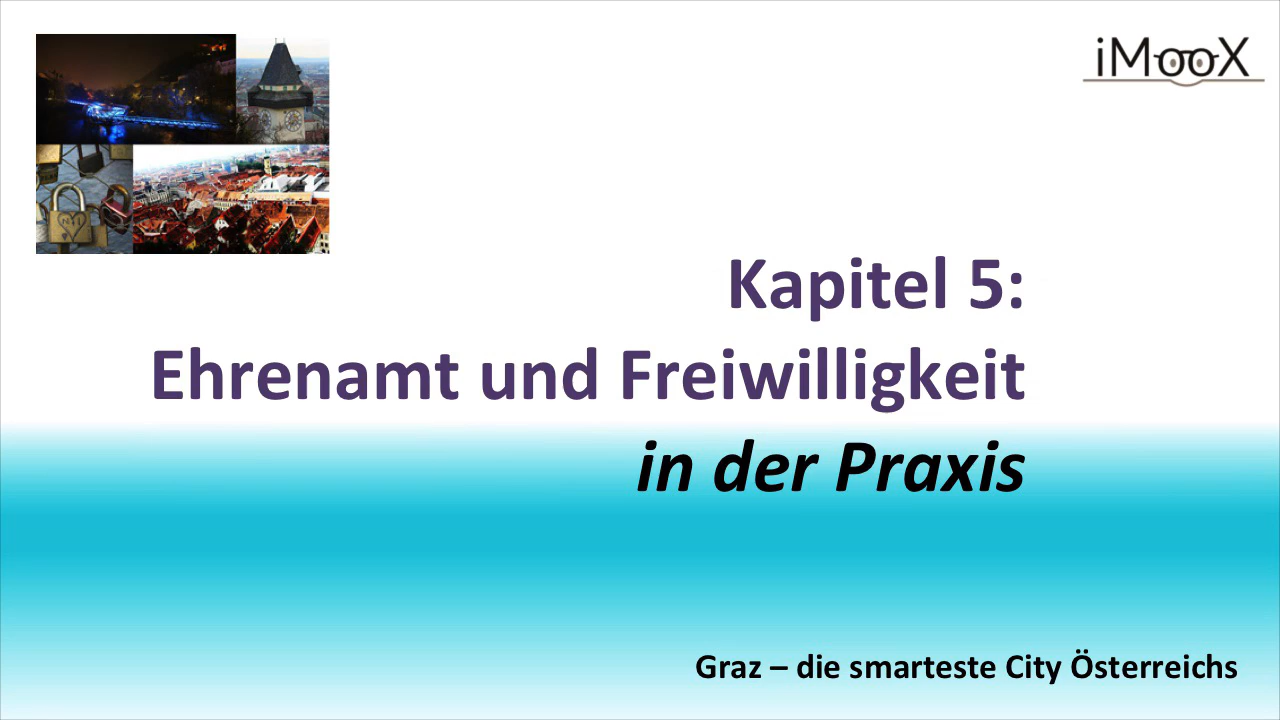 iMooX
Kapitel 5:
Ehrenamt und Freiwilligkeit
in der Praxis
Graz – die smarteste City Österreichs